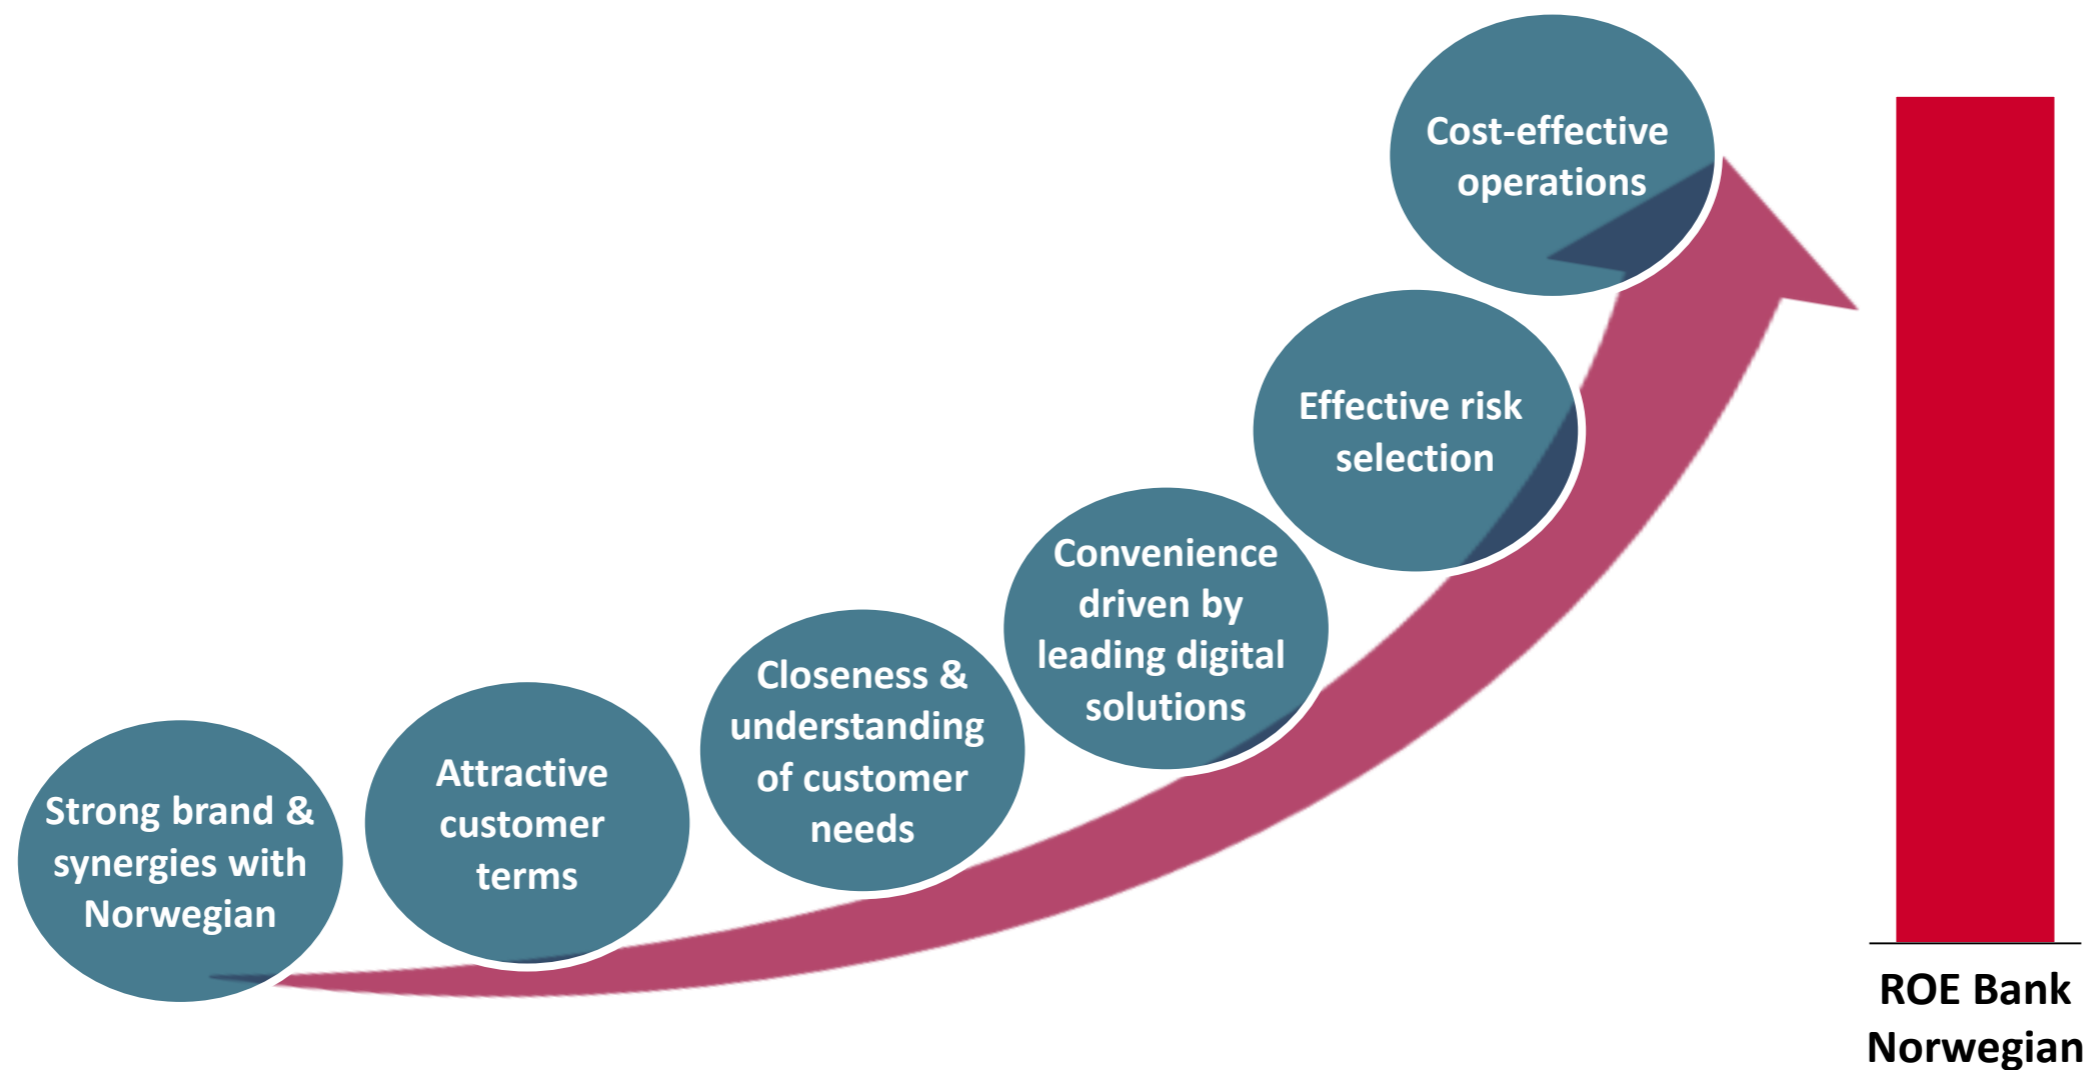 Strong brand &
synergies with
Norwegian
Attractive
customer
terms
Closeness &
understanding
of customer
needs
Convenience
driven by
leading digital
solutions
Effective risk
selection
Cost-effective
operations
ROE Bank
Norwegian